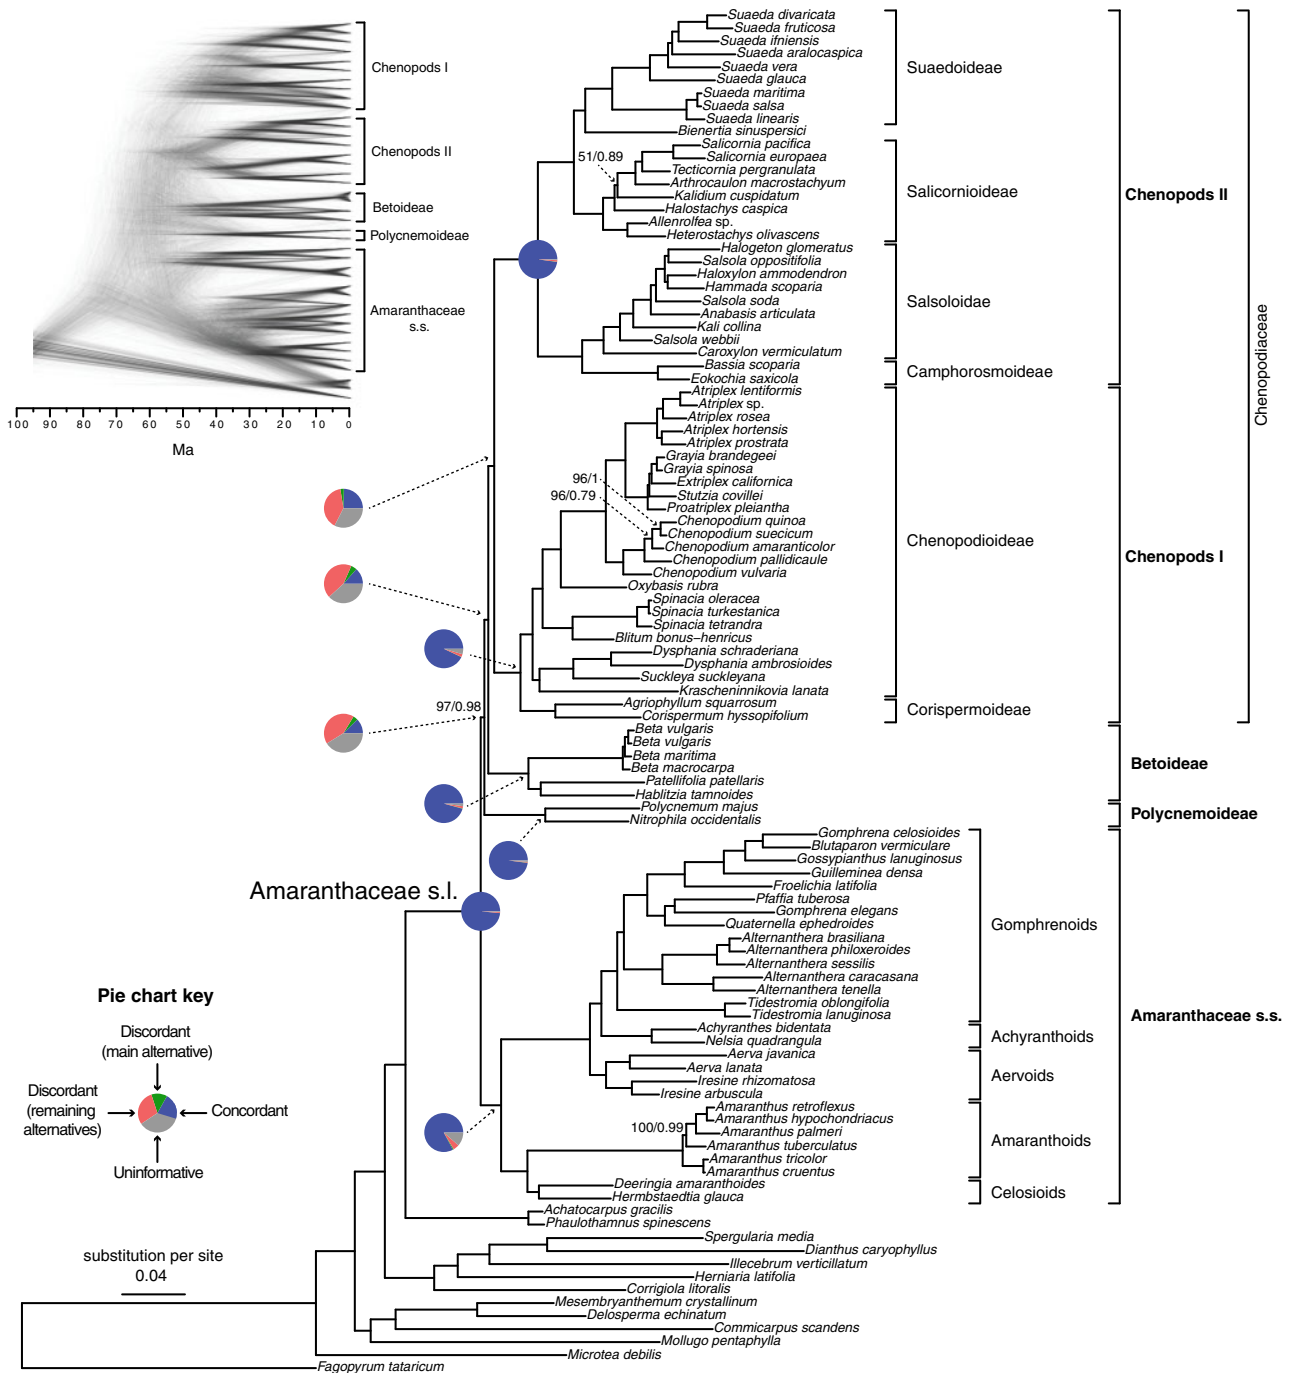 Chenopods I
Chenopods II
Betoideae
Polycnemoideae
Amaranthaceae
s.s.
100 90 80 70 60 50 40 30 20 10 0
Ma
Suaeda divaricata
Suaeda fruticosa
Suaeda ifniensis
Suaeda aralocaspica
Suaeda vera
Suaeda glauca
Suaeda maritima
Suaeda salsa
Suaeda linearis
Bienertia sinuspersici
Salicornia pacifica
51/0.89
Salicornia europaea
Tecticornia pergranulata
Arthrocaulon macrostachyum
Kalidium cuspidatum
Halostachys caspica
Allenrolfea sp.
Heterostachys olivascens
Halogeton glomeratus
Salsola oppositifolia
Haloxylon ammodendron
Hammada scoparia
Salsola soda
Anabasis articulata
Kali collina
Salsola webbii
Caroxylon vermiculatum
Bassia scoparia
Eokochia saxicola
Atriplex lentiformis
Atriplex sp.
Atriplex rosea
Atriplex hortensis
Atriplex prostrata
Grayia brandegeei
Grayia spinosa
96/1
Extriplex californica
96/0.79
Stutzia covillei
Proatriplex pleiantha
Chenopodium quinoa
Chenopodium suecicum
Chenopodium amaranticolor
Chenopodium pallidicaule
Chenopodium vulvaria
Oxybasis rubra
Spinacia oleracea
Spinacia turkestanica
Spinacia tetrandra
Blitum bonus−henricus
Dysphania schraderiana
Dysphania ambrosioides
Suckleya suckleyana
Krascheninnikovia lanata
Agriophyllum squarrosum
97/0.98
Corispermum hyssopifolium
Beta vulgaris
Beta vulgaris
Beta maritima
Beta macrocarpa
Patellifolia patellaris
Hablitzia tamnoides
Polycnemum majus
Nitrophila occidentalis
Gomphrena celosioides
Blutaparon vermiculare
Gossypianthus lanuginosus
Guilleminea densa
Froelichia latifolia
Amaranthaceae s.l.
Pfaffia tuberosa
Gomphrena elegans
Quaternella ephedroides
Alternanthera brasiliana
Alternanthera philoxeroides
Alternanthera sessilis
Alternanthera caracasana
Alternanthera tenella
Tidestromia oblongifolia
Tidestromia lanuginosa
Achyranthes bidentata
Nelsia quadrangula
Aerva javanica
Aerva lanata
Iresine rhizomatosa
Iresine arbuscula
Amaranthus retroflexus
Amaranthus hypochondriacus
100/0.99
Amaranthus palmeri
Amaranthus tuberculatus
Amaranthus tricolor
Amaranthus cruentus
Deeringia amaranthoides
Hermbstaedtia glauca
Achatocarpus gracilis
Phaulothamnus spinescens
Spergularia media
Dianthus caryophyllus
Illecebrum verticillatum
Herniaria latifolia
Corrigiola litoralis
Mesembryanthemum crystallinum
Delosperma echinatum
Commicarpus scandens
Mollugo pentaphylla
Microtea debilis
Fagopyrum tataricum
Suaedoideae
Salicornioideae
Salsoloidae
Camphorosmoideae
Chenopodioideae
Corispermoideae
Gomphrenoids
Achyranthoids
Aervoids
Amaranthoids
Celosioids
Chenopods II
Chenopods I
Betoideae
Polycnemoideae
Amaranthaceae s.s.
Chenopodiaceae
Pie chart key
Discordant
(main alternative)
Discordant
(remaining
alternatives)
Concordant
Uninformative
substitution per site
0.04